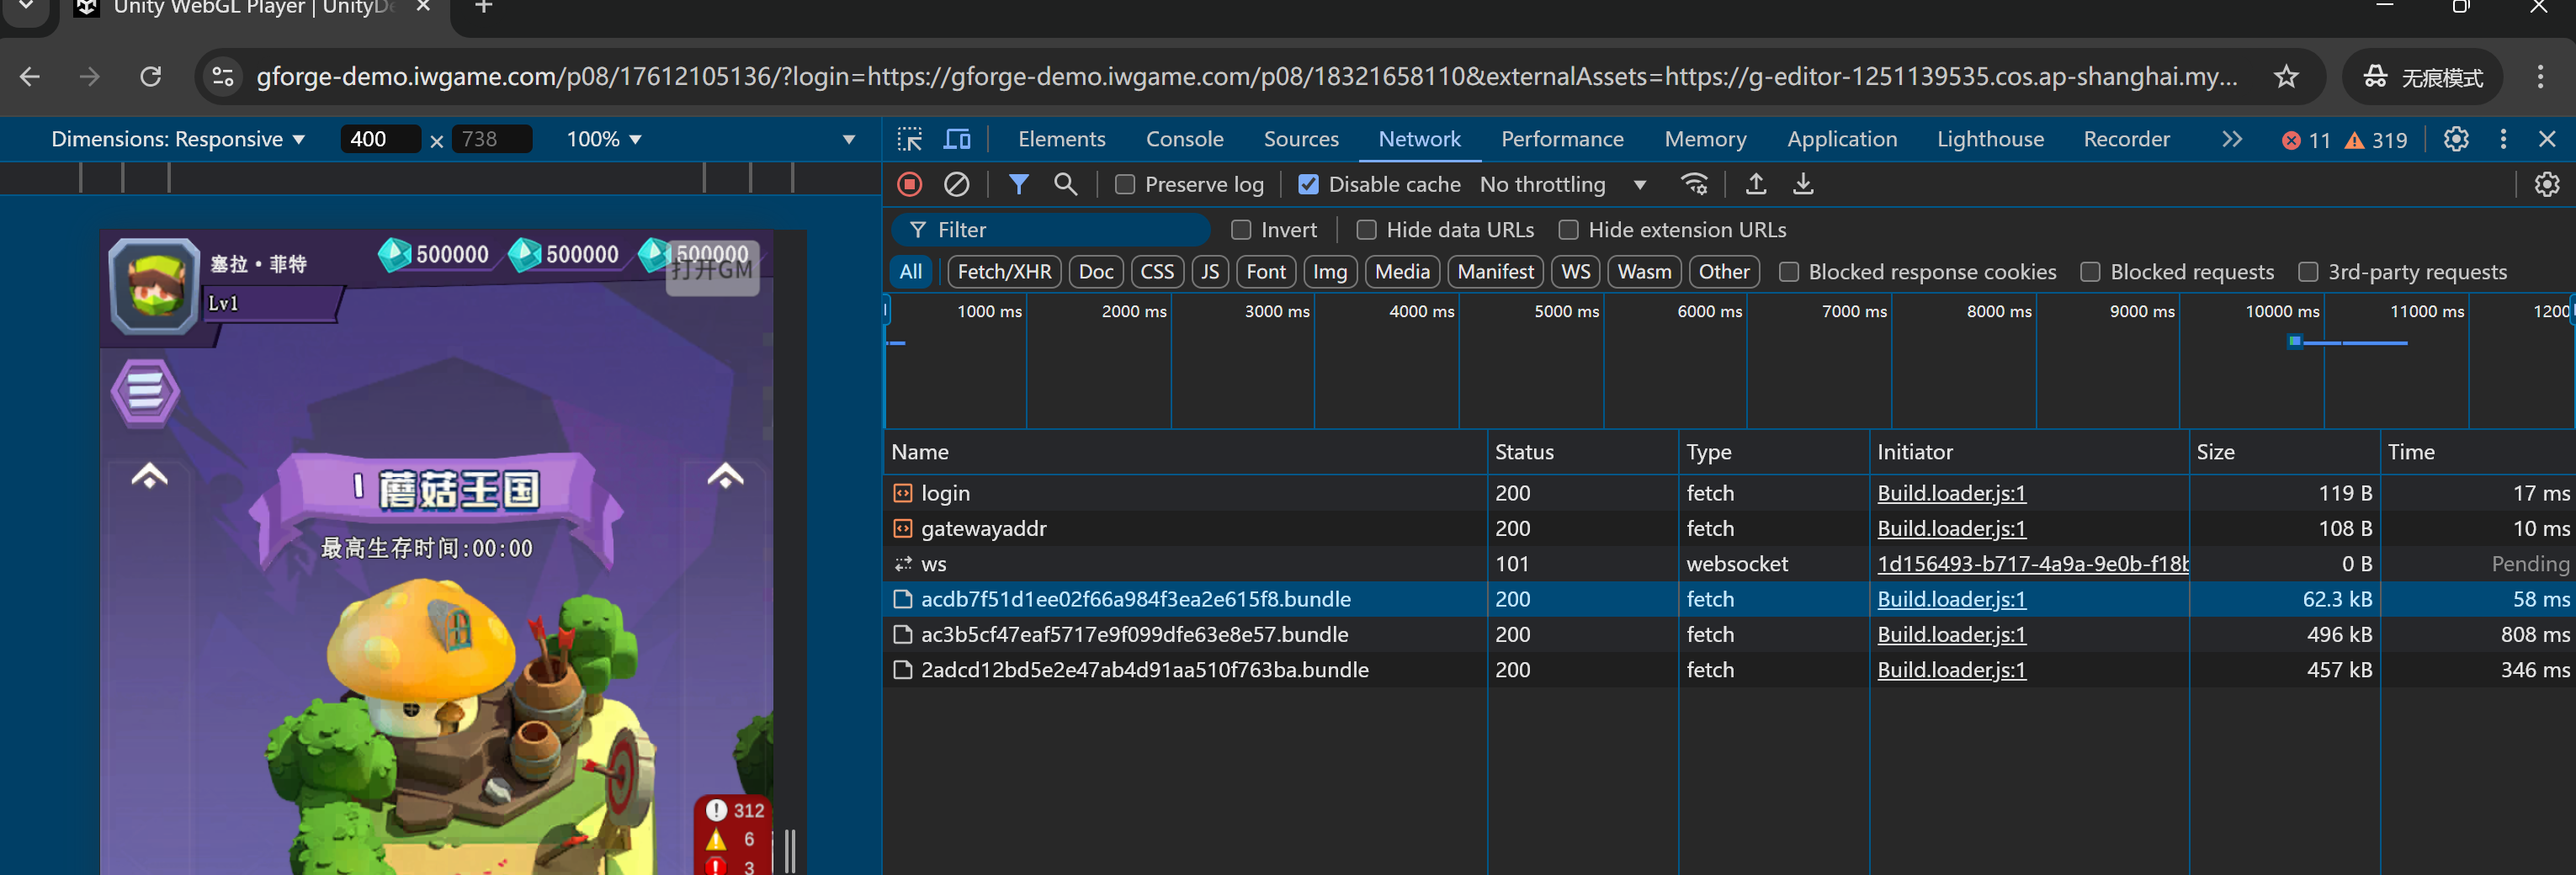 Unity WebGL Player | UnityDe
gforge-demo.iwgame.com/p08/17612105136/?login=https://gforge-demo.iwgame.com/p08/18321658110&externalAssets=https://g-editor-1251139535.cos.ap-shanghai.my...
无痕模式
Dimensions: Responsive 400 × 738 100%
Elements Console Sources Network Performance Memory Application Lighthouse Recorder 11 319
Preserve log Disable cache No throttling
Filter Invert Hide data URLs Hide extension URLs
All Fetch/XHR Doc CSS JS Font Img Media Manifest WS Wasm Other Blocked response cookies Blocked requests 3rd-party requests
1000 ms 2000 ms 3000 ms 4000 ms 5000 ms 6000 ms 7000 ms 8000 ms 9000 ms 10000 ms 11000 ms 1200
Name Status Type Initiator Size Time
login 200 fetch Build.loader.js:1 119 B 17 ms
gatewayaddr 200 fetch Build.loader.js:1 108 B 10 ms
ws 101 websocket 1d156493-b717-4a9a-9e0b-f18b 0 B Pending
acdb7f51d1ee02f66a984f3ea2e615f8.bundle 200 fetch Build.loader.js:1 62.3 kB 58 ms
ac3b5cf47eaf5717e9f099dfe63e8e57.bundle 200 fetch Build.loader.js:1 496 kB 808 ms
2adcd12bd5e2e47ab4d91aa510f763ba.bundle 200 fetch Build.loader.js:1 457 kB 346 ms
塞拉·菲特 500000 500000 500000
打开GM
Lv1
1 蘑菇王国
最高生存时间:00:00
312
6
3